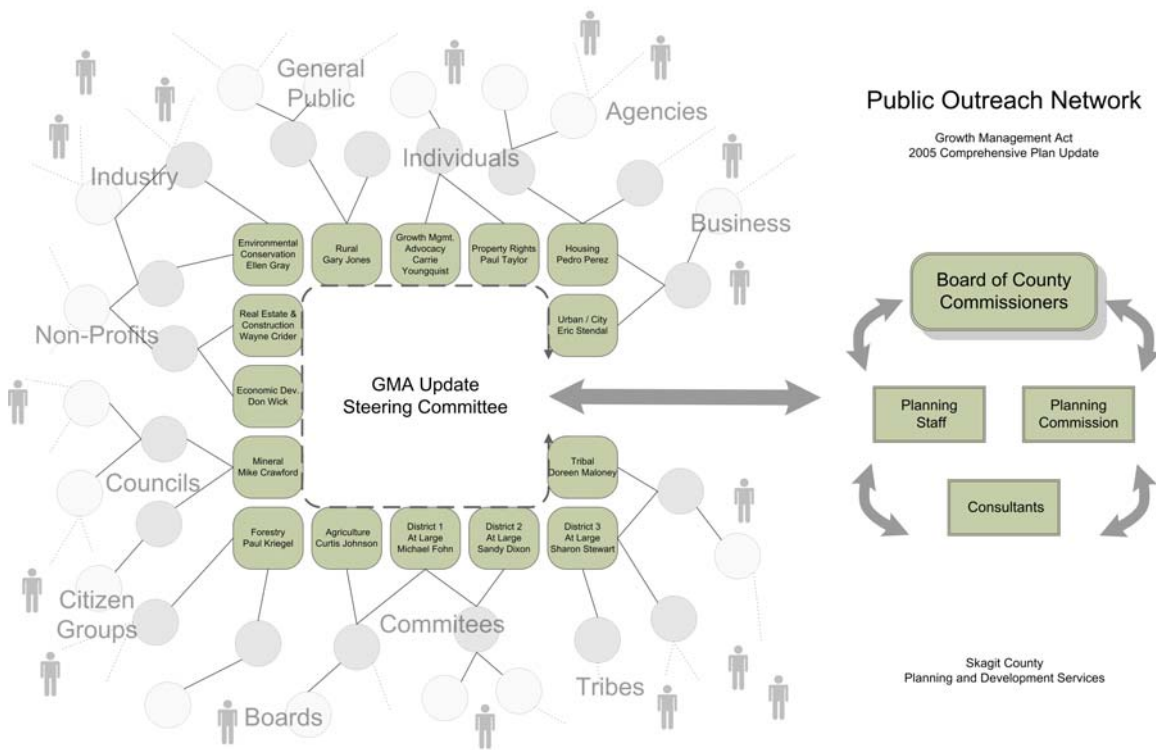 General
Public
Agencies
Individuals
Industry
Business
Non-Profits
Councils
Citizen
Groups
Boards
Commitees
Tribes
Environmental
Conservation
Ellen Gray
Rural
Gary Jones
Growth Mgmt.
Advocacy
Carrie
Youngquist
Property Rights
Paul Taylor
Housing
Pedro Perez
Real Estate &
Construction
Wayne Crider
Urban / City
Eric Stendal
Economic Dev.
Don Wick
GMA Update
Steering Committee
Mineral
Mike Crawford
Tribal
Doreen Maloney
Forestry
Paul Kriegel
Agriculture
Curtis Johnson
District 1
At Large
Michael Fohn
District 2
At Large
Sandy Dixon
District 3
At Large
Sharon Stewart
Public Outreach Network
Growth Management Act
2005 Comprehensive Plan Update
Board of County
Commissioners
Planning
Staff
Planning
Commission
Consultants
Skagit County
Planning and Development Services